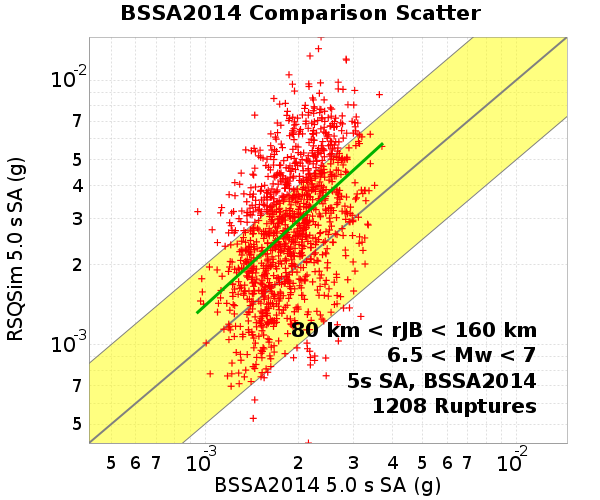 BSSA2014 Comparison Scatter
RSQSim 5.0 s SA (g)
10-2
7
5
4
3
2
10-3
7
5
80 km < rJB < 160 km
6.5 < Mw < 7
5s SA, BSSA2014
1208 Ruptures
5 6 7 10-3 2 3 4 5 6 7 10-2
BSSA2014 5.0 s SA (g)